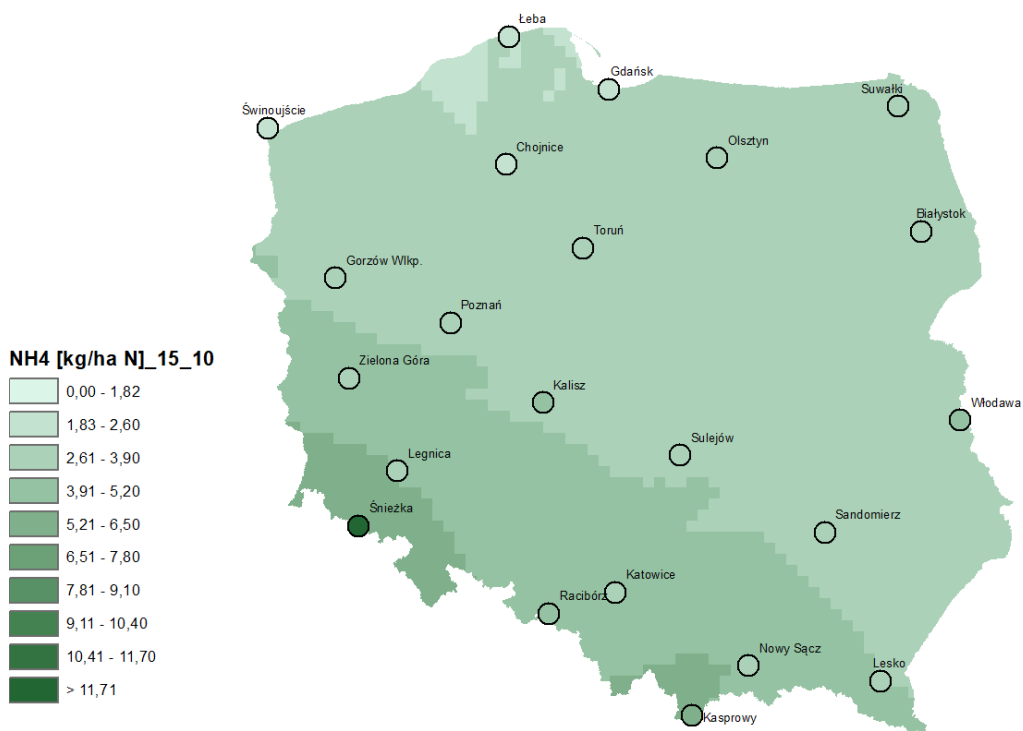 Łeba
Gdańsk
Suwałki
Świnoujście
Chojnice
Olsztyn
Białystok
Toruń
Gorzów Wlkp.
Poznań
Zielona Góra
Kalisz
Włodawa
Sulejów
Legnica
Śnieżka
Sandomierz
Katowice
Racibórz
Nowy Sącz
Lesko
Kasprowy
NH4 [kg/ha N]_15_10
0,00 - 1,82
1,83 - 2,60
2,61 - 3,90
3,91 - 5,20
5,21 - 6,50
6,51 - 7,80
7,81 - 9,10
9,11 - 10,40
10,41 - 11,70
> 11,71